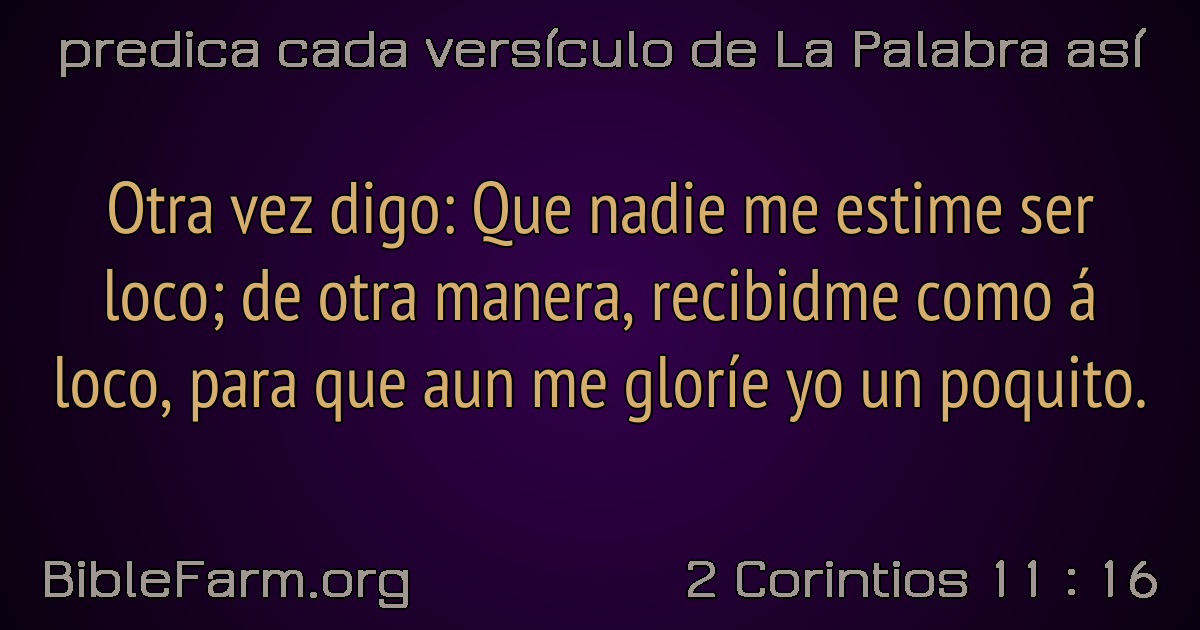 predica cada versículo de La Palabra así
Otra vez digo: Que nadie me estime ser
loco; de otra manera, recibidme como á
loco, para que aun me gloríe yo un poquito.
BibleFarm.org
2 Corintios 11 : 16